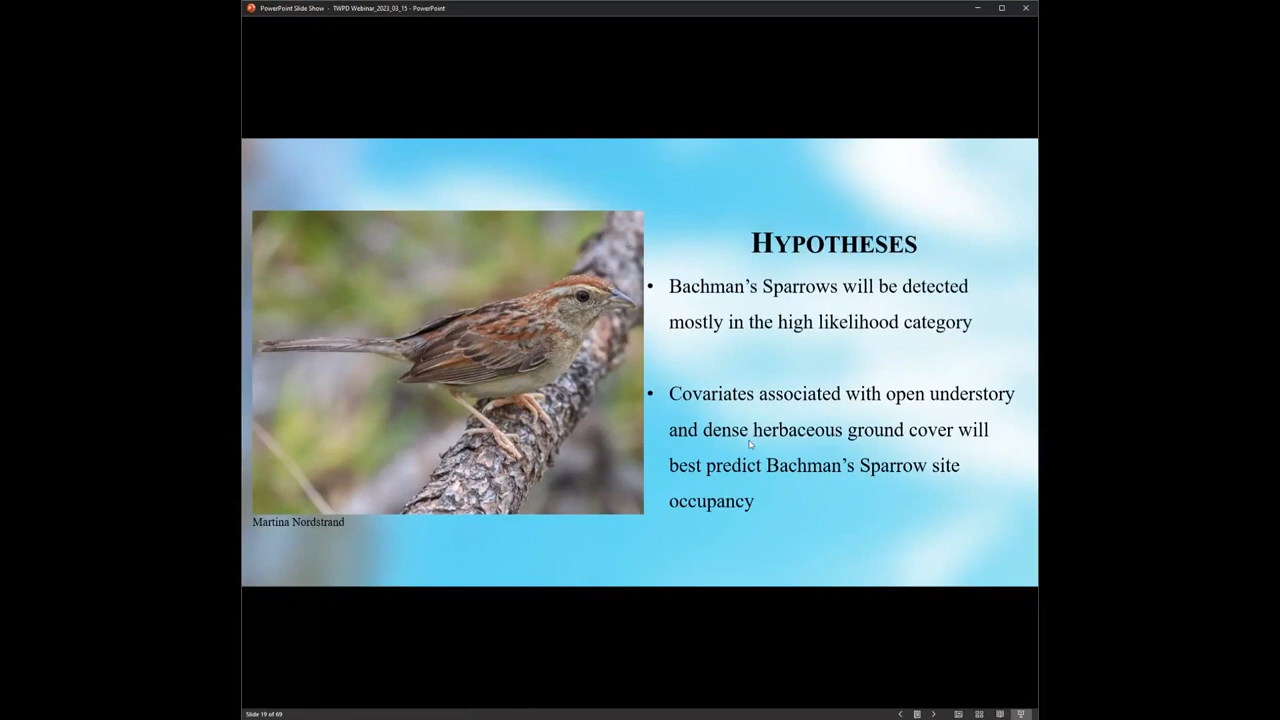 PowerPoint Slide Show - TWPD Webinar_2023_03_15 - PowerPoint
HYPOTHESES
• Bachman’s Sparrows will be detected
mostly in the high likelihood category
• Covariates associated with open understory
and dense herbaceous ground cover will
best predict Bachman’s Sparrow site
occupancy
Martina Nordstrand
Slide 19 of 69